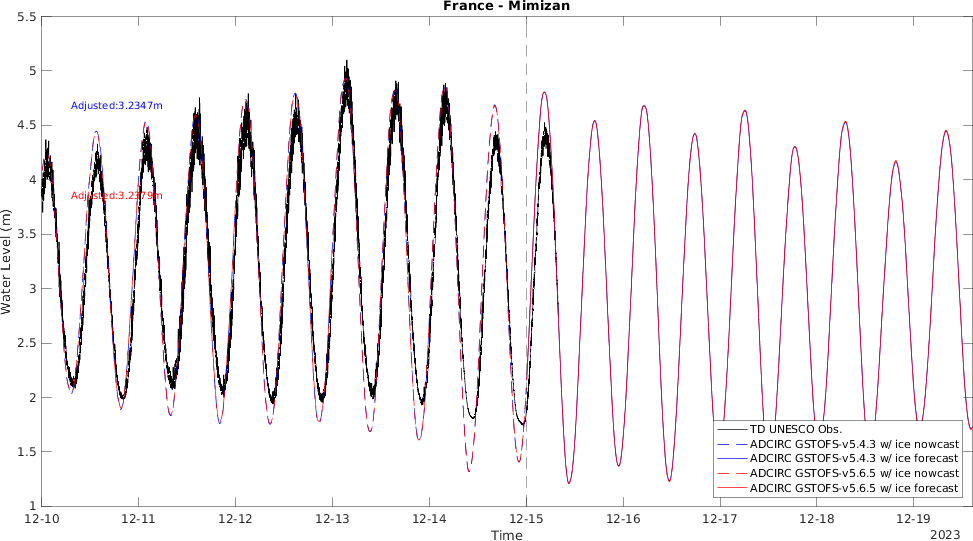 France - Mimizan
5.5
5
4.5
4
3.5
3
2.5
2
1.5
1
Water Level (m)
Adjusted:3.2347m
Adjusted:3.2379m
TD UNESCO Obs.
ADCIRC GSTOFS-v5.4.3 w/ ice nowcast
ADCIRC GSTOFS-v5.4.3 w/ ice forecast
ADCIRC GSTOFS-v5.6.5 w/ ice nowcast
ADCIRC GSTOFS-v5.6.5 w/ ice forecast
12-10 12-11 12-12 12-13 12-14 12-15 12-16 12-17 12-18 12-19
Time
2023